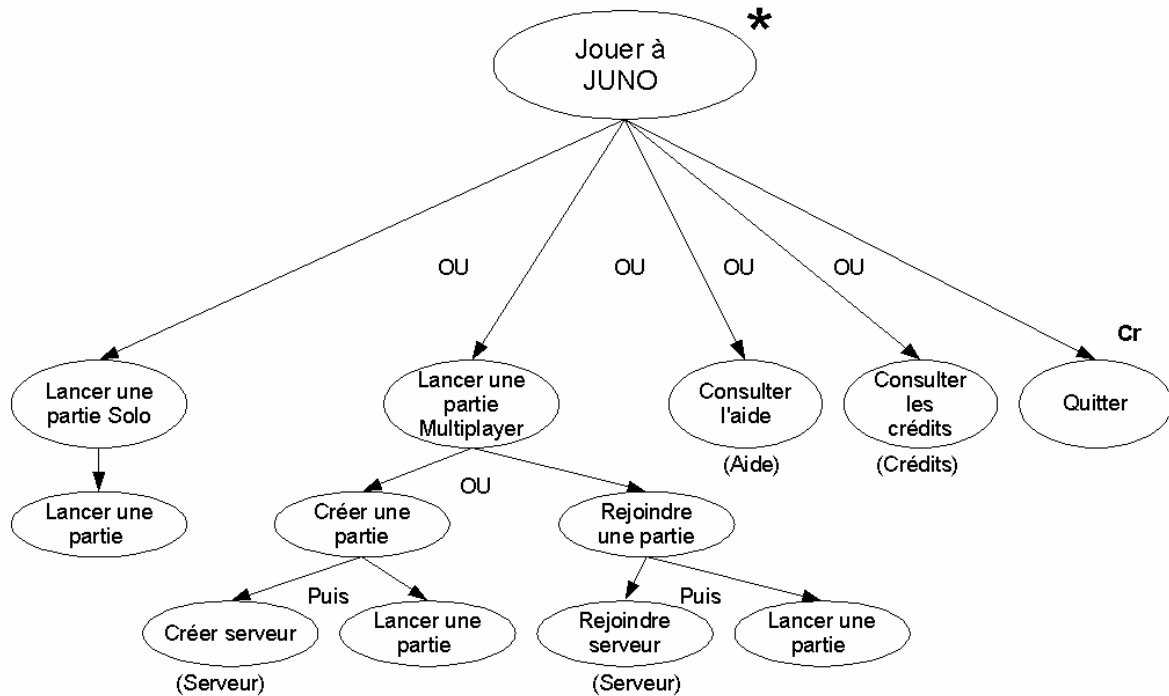 *
Jouer à
JUNO
OU
OU
OU
OU
Cr
Lancer une
partie Solo
Lancer une
partie
Multiplayer
Consulter
l'aide
Consulter
les
crédits
Quitter
(Aide)
(Crédits)
Lancer une
partie
OU
Créer une
partie
Rejoindre
une partie
Puis
Puis
Créer serveur
Lancer une
partie
Rejoindre
serveur
Lancer une
partie
(Serveur)
(Serveur)